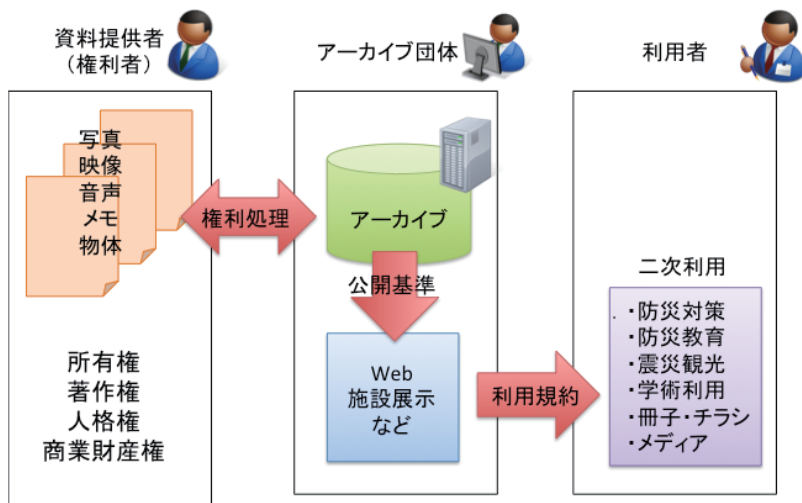 資料提供者
（権利者）
写真
映像
音声
メモ
物体
所有権
著作権
人格権
商業財産権
権利処理
アーカイブ団体
アーカイブ
公開基準
Web
施設展示
など
利用規約
利用者
二次利用
・防災対策
・防災教育
・震災観光
・学術利用
・冊子・チラシ
・メディア